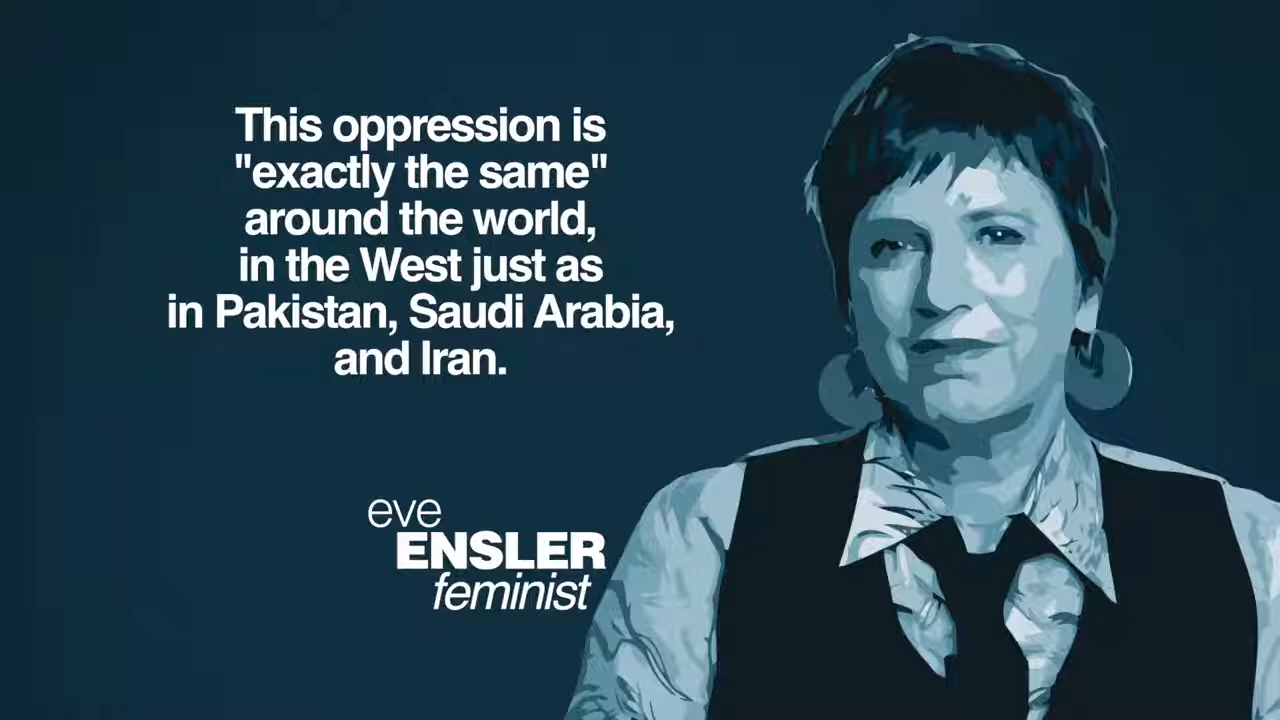 This oppression is
"exactly the same"
around the world,
in the West just as
in Pakistan, Saudi Arabia,
and Iran.
eve
ENSLER
feminist